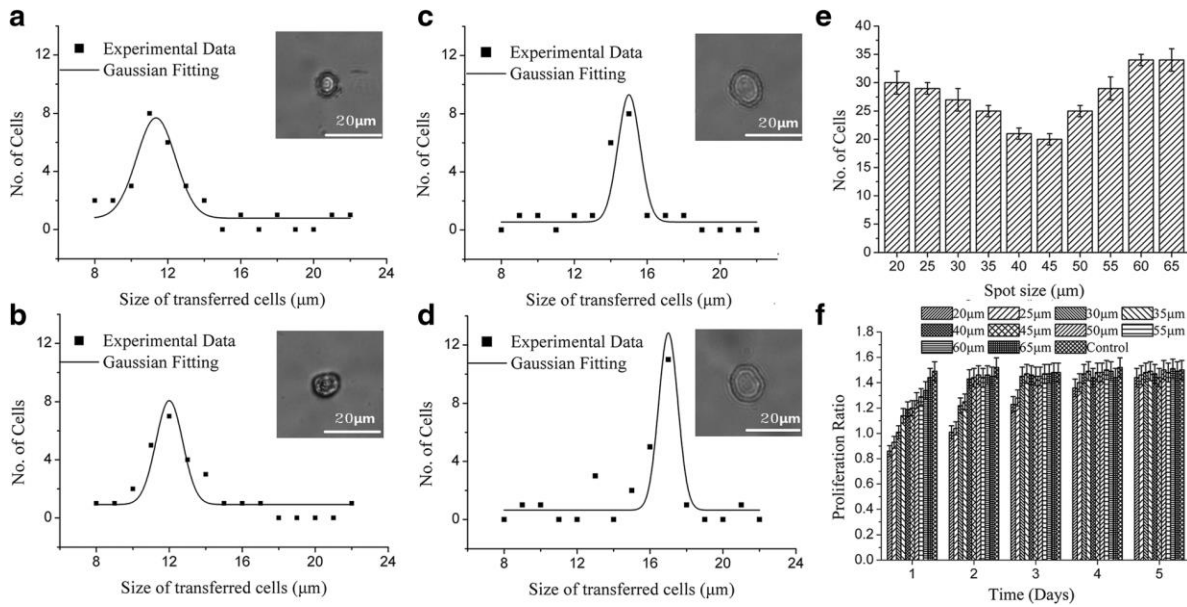 a
12
8
4
0
8 12 16 20 24
No. of Cells
Size of transferred cells (μm)
Experimental Data
Gaussian Fitting
20μm
b
12
8
4
0
8 12 16 20 24
No. of Cells
Size of transferred cells (μm)
Experimental Data
Gaussian Fitting
20μm
c
12
8
4
0
8 12 16 20
No. of Cells
Size of transferred cells (μm)
Experimental Data
Gaussian Fitting
20μm
d
12
8
4
0
8 12 16 20 24
No. of Cells
Size of transferred cells (μm)
Experimental Data
Gaussian Fitting
20μm
e
40
35
30
25
20
15
10
5
0
20 25 30 35 40 45 50 55 60 65
No. of Cells
Spot size (μm)
f
20μm 25μm 30μm 35μm
40μm 45μm 50μm 55μm
60μm 65μm Control
1.8
1.6
1.4
1.2
1.0
0.8
0.6
0.4
0.2
0.0
1 2 3 4 5
Proliferation Ratio
Time (Days)